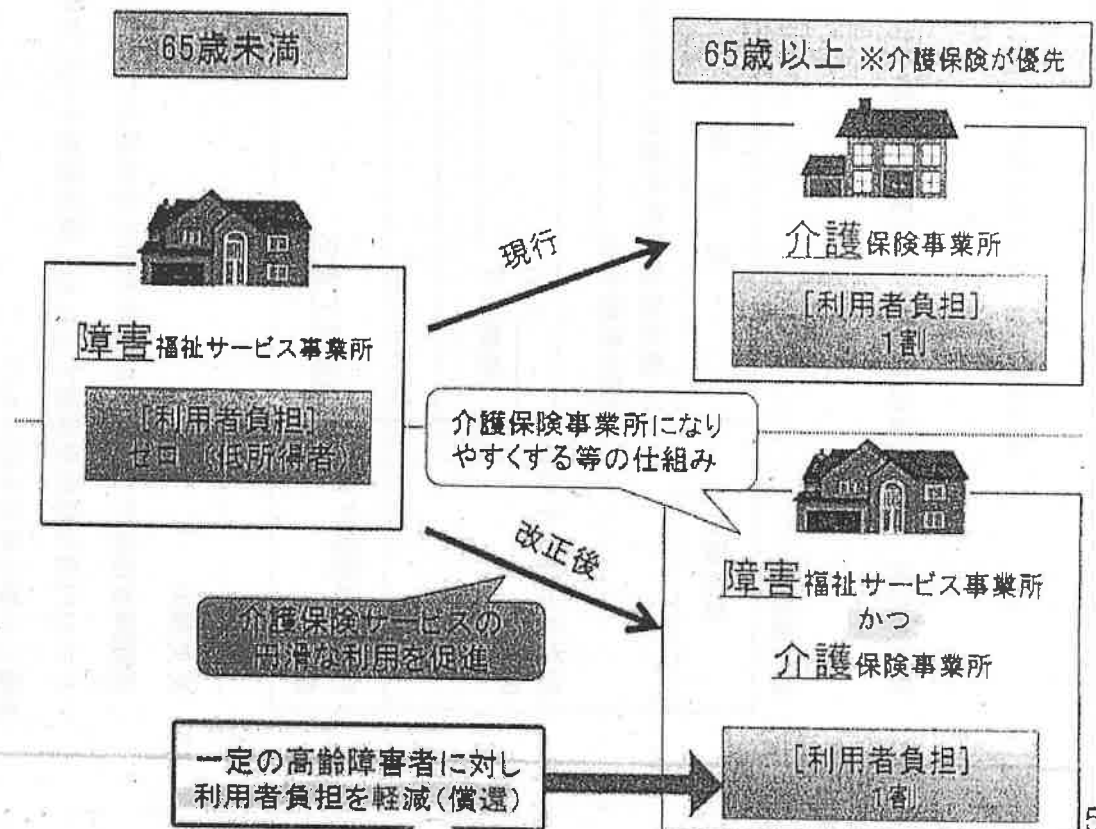 65歳未満
65歳以上 ※介護保険が優先
障害福祉サービス事業所
[利用者負担]
ゼロ (低所得者)
現行
介護保険事業所
[利用者負担]
1割
介護保険事業所になり
やすくする等の仕組み
改正後
介護保険サービスの
円滑な利用を促進
障害福祉サービス事業所
かつ
介護保険事業所
一定の高齢障害者に対し
利用者負担を軽減(償還)
[利用者負担]
1割
5